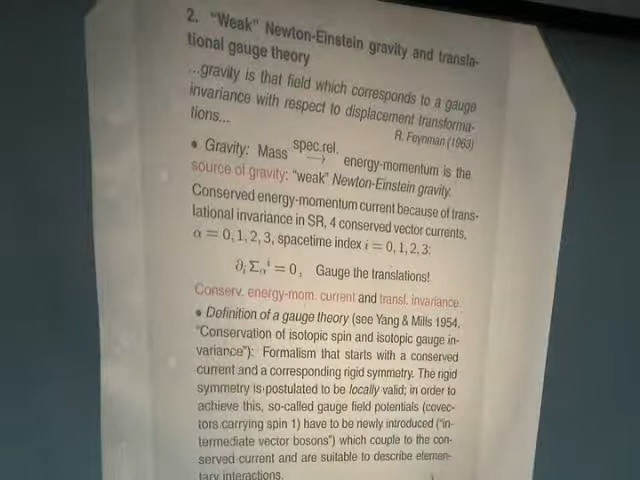 2. "Weak" Newton-Einstein gravity and transla-
tional gauge theory
...gravity is that field which corresponds to a gauge
invariance with respect to displacement transforma-
tions...
R. Feynman (1963)
• Gravity: Mass spec.rel. → energy-momentum is the
source of gravity: "weak" Newton-Einstein gravity.
Conserved energy-momentum current because of trans-
lational invariance in SR, 4 conserved vector currents,
α = 0, 1, 2, 3, spacetime index i = 0, 1, 2, 3:
∂ᵢ Σ_α^i = 0, Gauge the translations!
Conserv. energy-mom. current and transl. invariance.
• Definition of a gauge theory (see Yang & Mills 1954,
"Conservation of isotopic spin and isotopic gauge in-
variance"): Formalism that starts with a conserved
current and a corresponding rigid symmetry. The rigid
symmetry is postulated to be locally valid; in order to
achieve this, so-called gauge field potentials (covec-
tors carrying spin 1) have to be newly introduced ("in-
termediate vector bosons") which couple to the con-
served current and are suitable to describe elemen-
tary interactions.